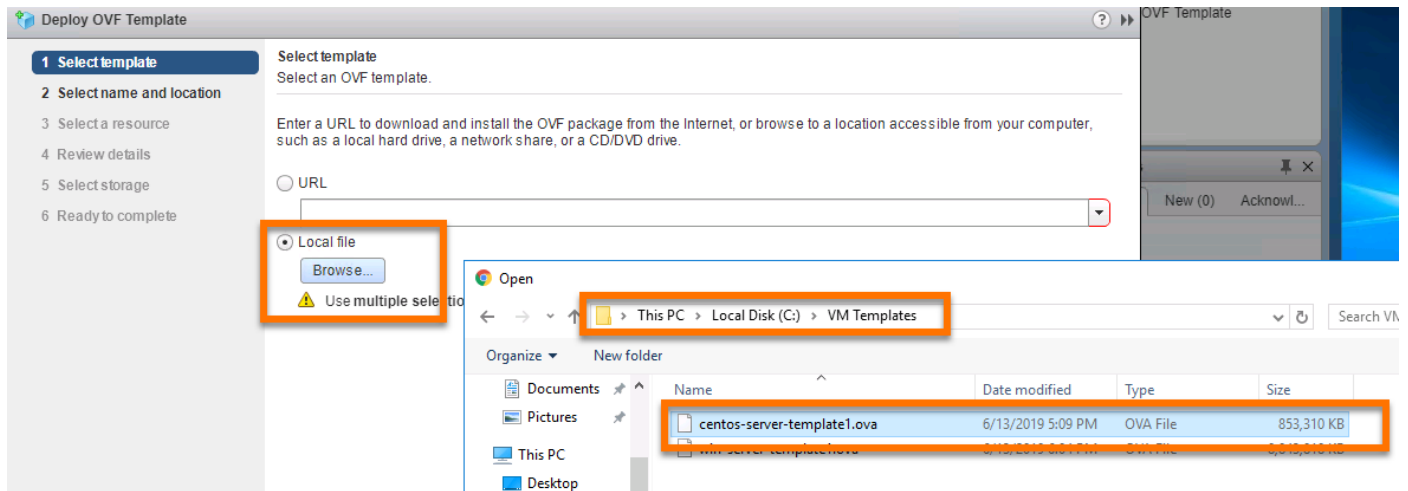 Deploy OVF Template
OVF Template
1 Select template
2 Select name and location
3 Select a resource
4 Review details
5 Select storage
6 Ready to complete
Select template
Select an OVF template.
Enter a URL to download and install the OVF package from the Internet, or browse to a location accessible from your computer,
such as a local hard drive, a network share, or a CD/DVD drive.
URL
Local file
Browse...
Use multiple selectio
New (0) Acknowl...
Open
This PC > Local Disk (C:) > VM Templates
Search VM
Organize New folder
Documents
Pictures
This PC
Desktop
Name Date modified Type Size
centos-server-template1.ova 6/13/2019 5:09 PM OVA File 853,310 KB